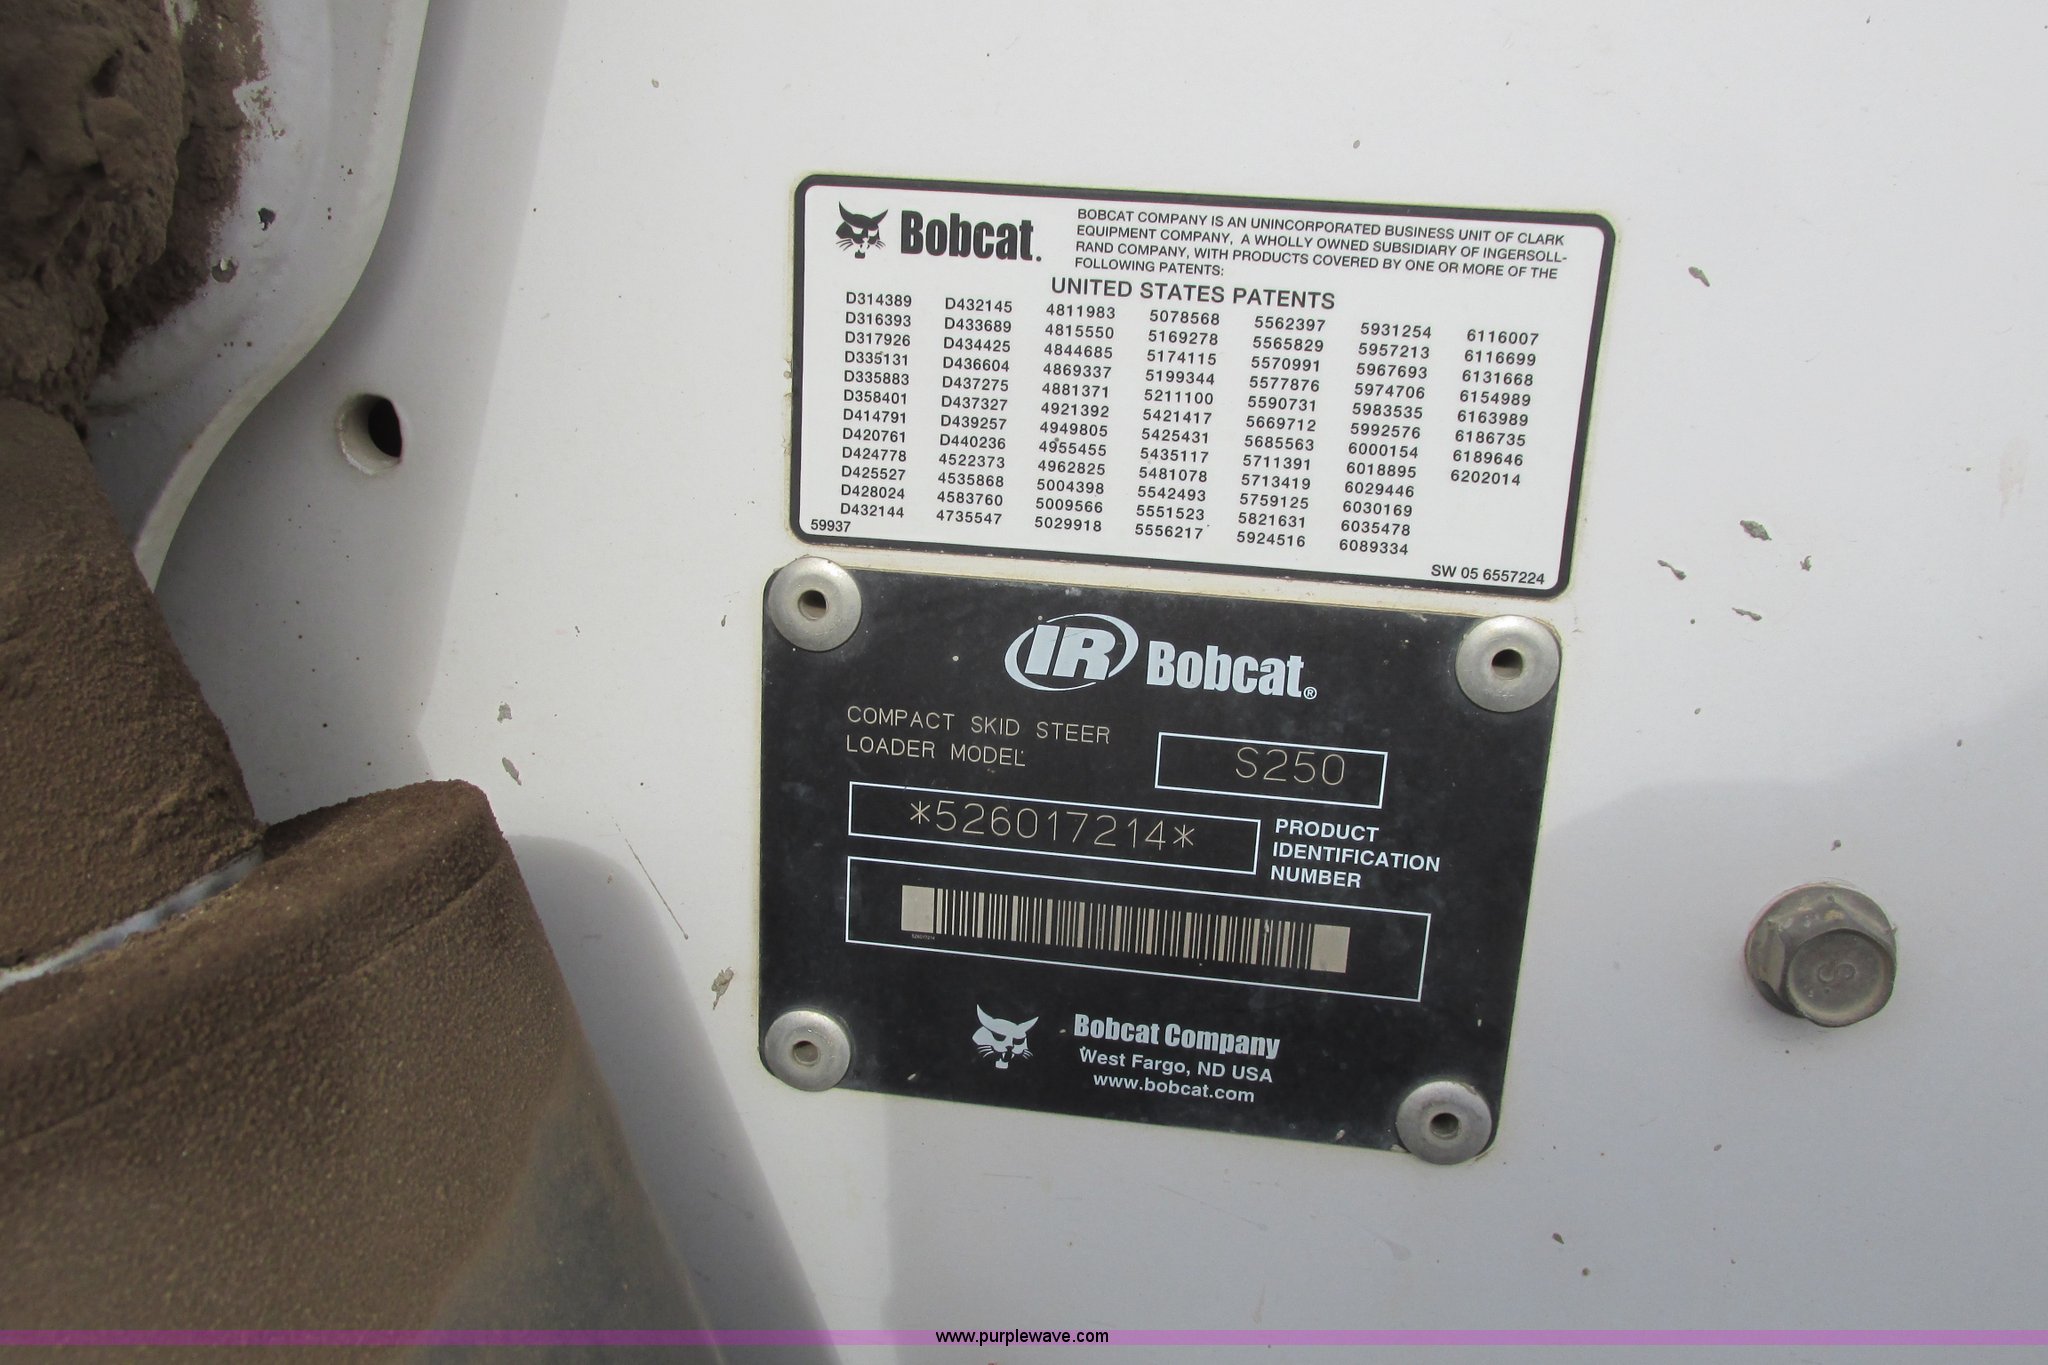 Bobcat.
BOBCAT COMPANY IS AN UNINCORPORATED BUSINESS UNIT OF CLARK
EQUIPMENT COMPANY, A WHOLLY OWNED SUBSIDIARY OF INGERSOLL-
RAND COMPANY, WITH PRODUCTS COVERED BY ONE OR MORE OF THE
FOLLOWING PATENTS:
UNITED STATES PATENTS
D314389 D432145 4811983 5078568 5562397 5931254 6116007
D316393 D433689 4815550 5169278 5565829 5957213 6116699
D317926 D434425 4844685 5174115 5570991 5967693 6131668
D335131 D436604 4869337 5199344 5577876 5974706 6154989
D335883 D437275 4881371 5211100 5590731 5983535 6163989
D358401 D437327 4921392 5421417 5669712 5992576 6186735
D414791 D439257 4949805 5425431 5685563 6000154 6189646
D420761 D440236 4955455 5435117 5711391 6018895 6202014
D424778 4522373 4962825 5481078 5713419 6029446
D425527 4535868 5004398 5542493 5759125 6030169
D428024 4583760 5009566 5551523 5821631 6035478
D432144 4735547 5029918 5556217 5924516 6089334
59937
SW 05 6557224
IR Bobcat®
COMPACT SKID STEER
LOADER MODEL
S250
*526017214*
PRODUCT
IDENTIFICATION
NUMBER
526017214
Bobcat Company
West Fargo, ND USA
www.bobcat.com
S
www.purplewave.com